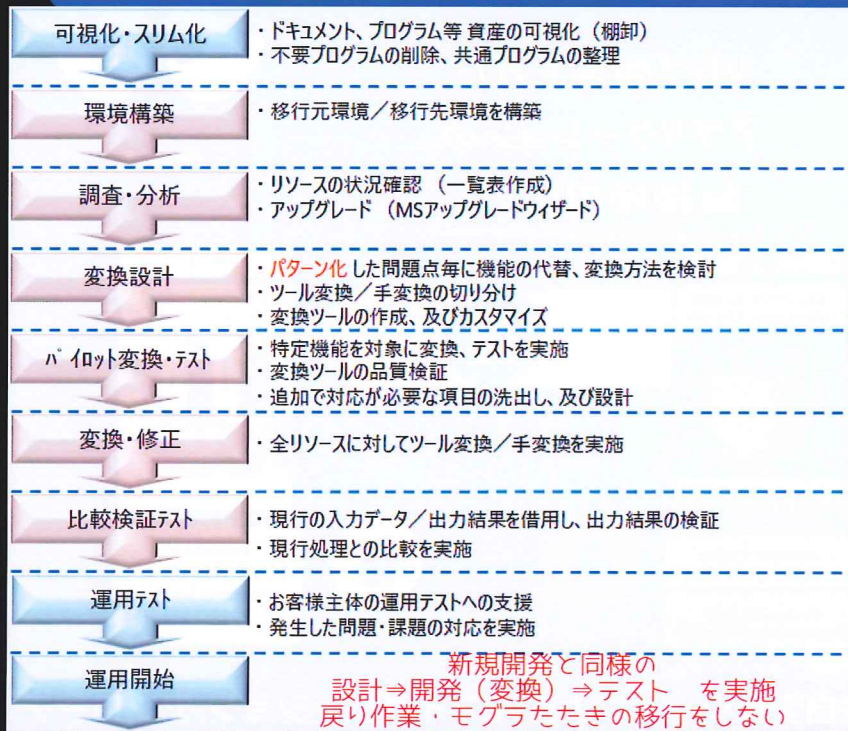 可視化・スリム化
・ドキュメント、プログラム等 資産の可視化（棚卸）
・不要プログラムの削除、共通プログラムの整理
環境構築
・移行元環境／移行先環境を構築
調査・分析
・リソースの状況確認 （一覧表作成）
・アップグレード （MSアップグレードウィザード）
変換設計
・パターン化 した問題点毎に機能の代替、変換方法を検討
・ツール変換／手変換の切り分け
・変換ツールの作成、及びカスタマイズ
パイロット変換・テスト
・特定機能を対象に変換、テストを実施
・変換ツールの品質検証
・追加で対応が必要な項目の洗出し、及び設計
変換・修正
・全リソースに対してツール変換／手変換を実施
比較検証テスト
・現行の入力データ／出力結果を借用し、出力結果の検証
・現行処理との比較を実施
運用テスト
・お客様主体の運用テストへの支援
・発生した問題・課題の対応を実施
運用開始
新規開発と同様の
設計⇒開発（変換）⇒テスト を実施
戻り作業・モグラたたきの移行をしない